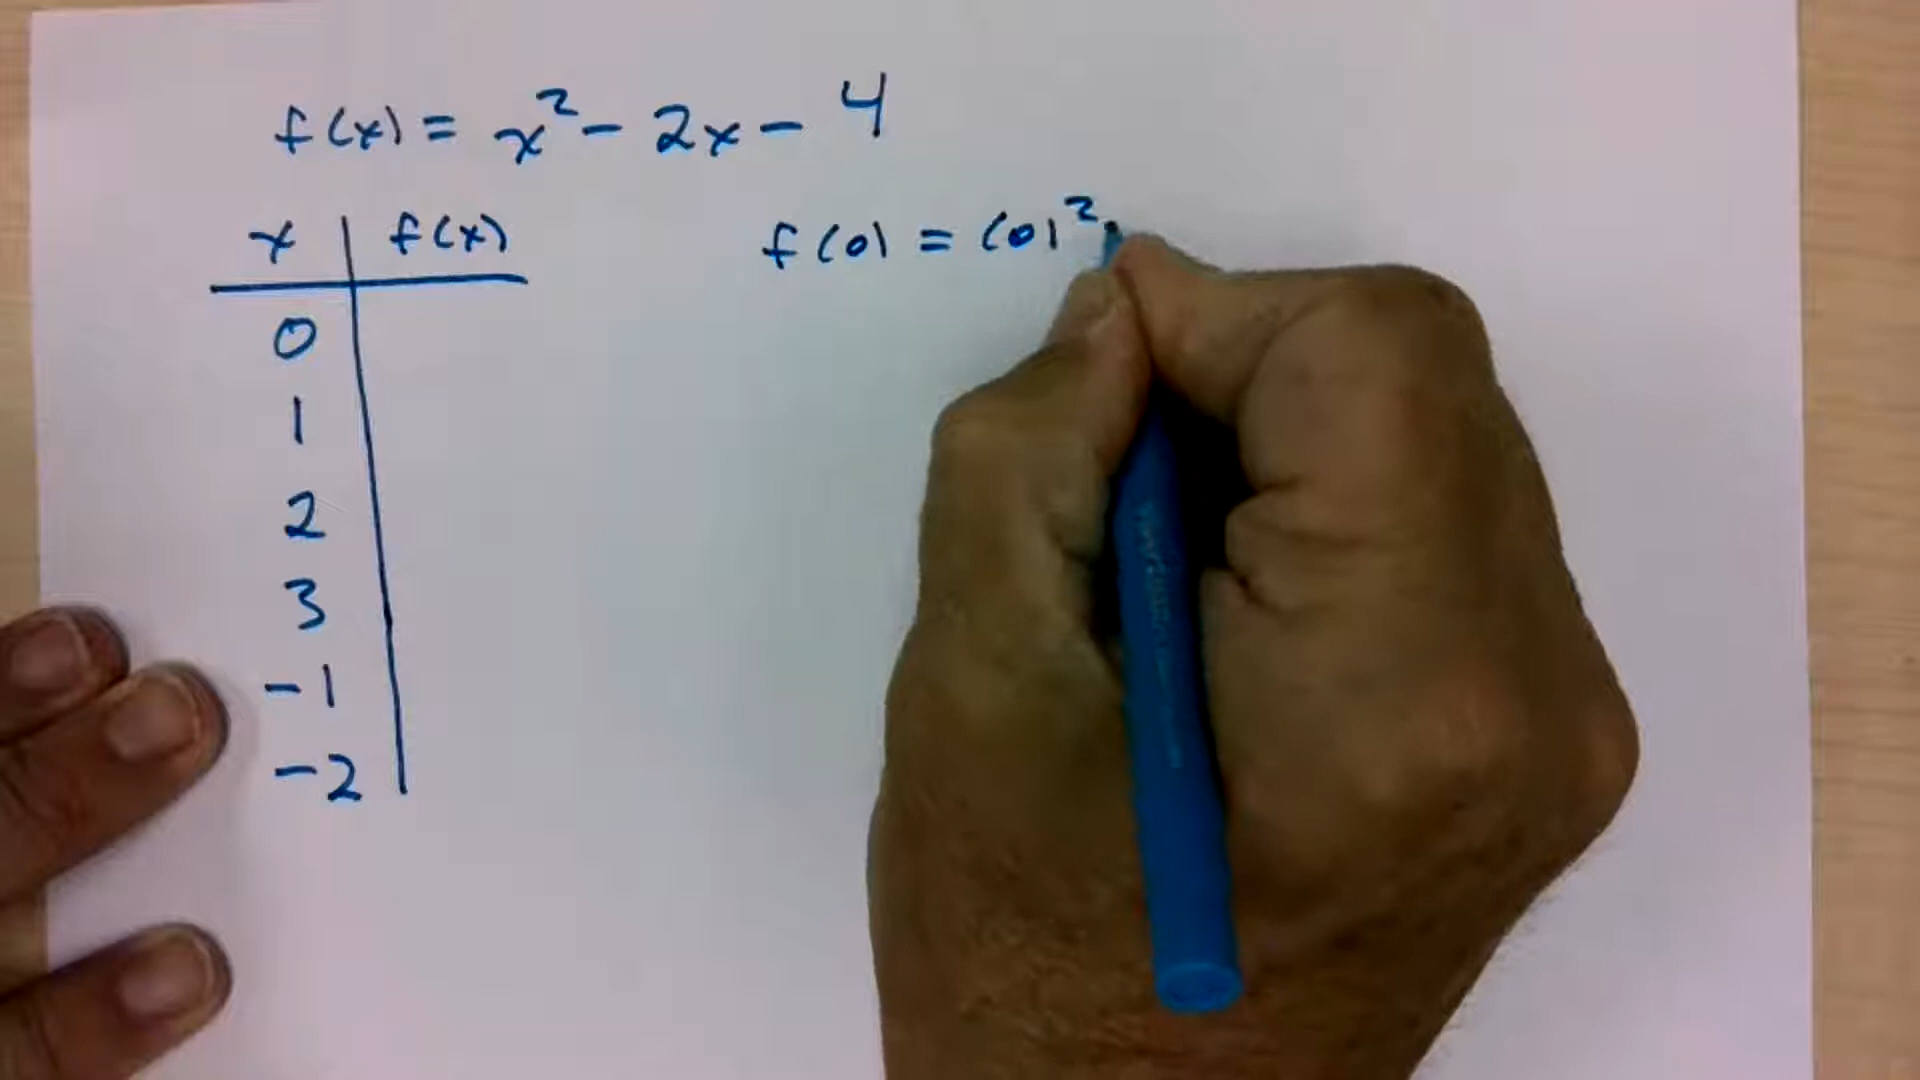 f(x) = x² - 2x - 4
x f(x)
f(0) = (0)²
0
1
2
3
-1
-2